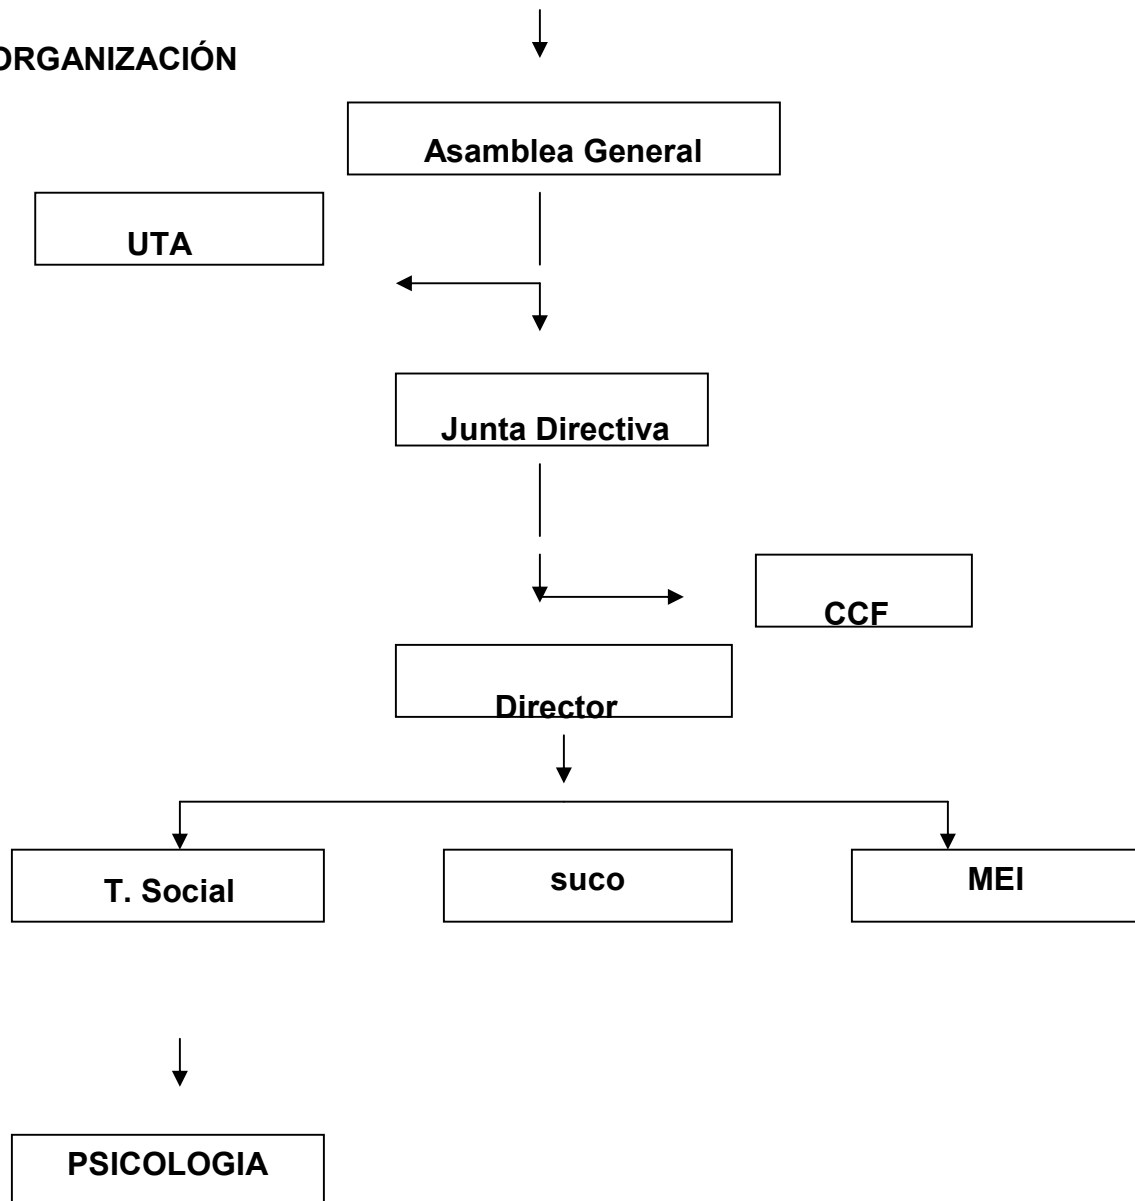 ORGANIZACIÓN
Asamblea General
UTA
Junta Directiva
CCF
Director
T. Social
suco
MEI
PSICOLOGIA